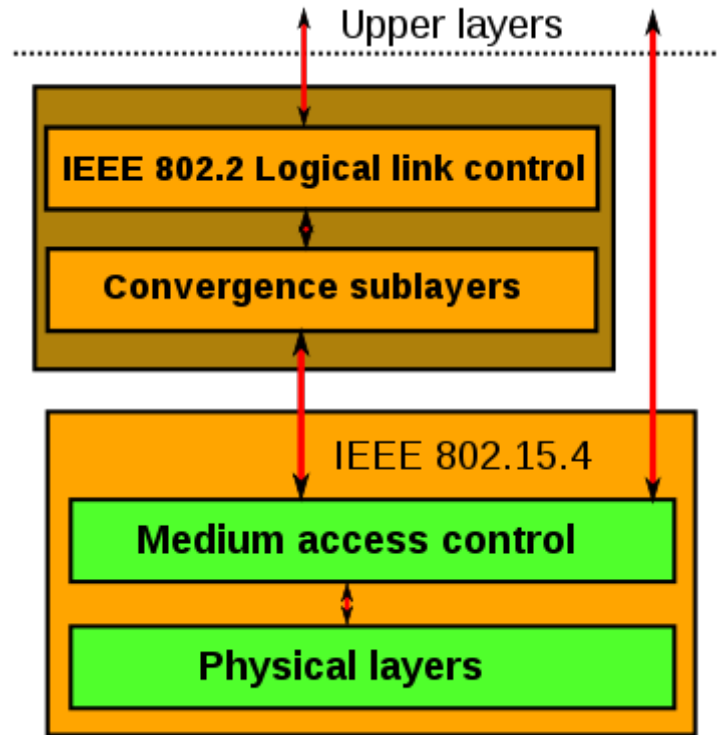 Upper layers
IEEE 802.2 Logical link control
Convergence sublayers
IEEE 802.15.4
Medium access control
Physical layers